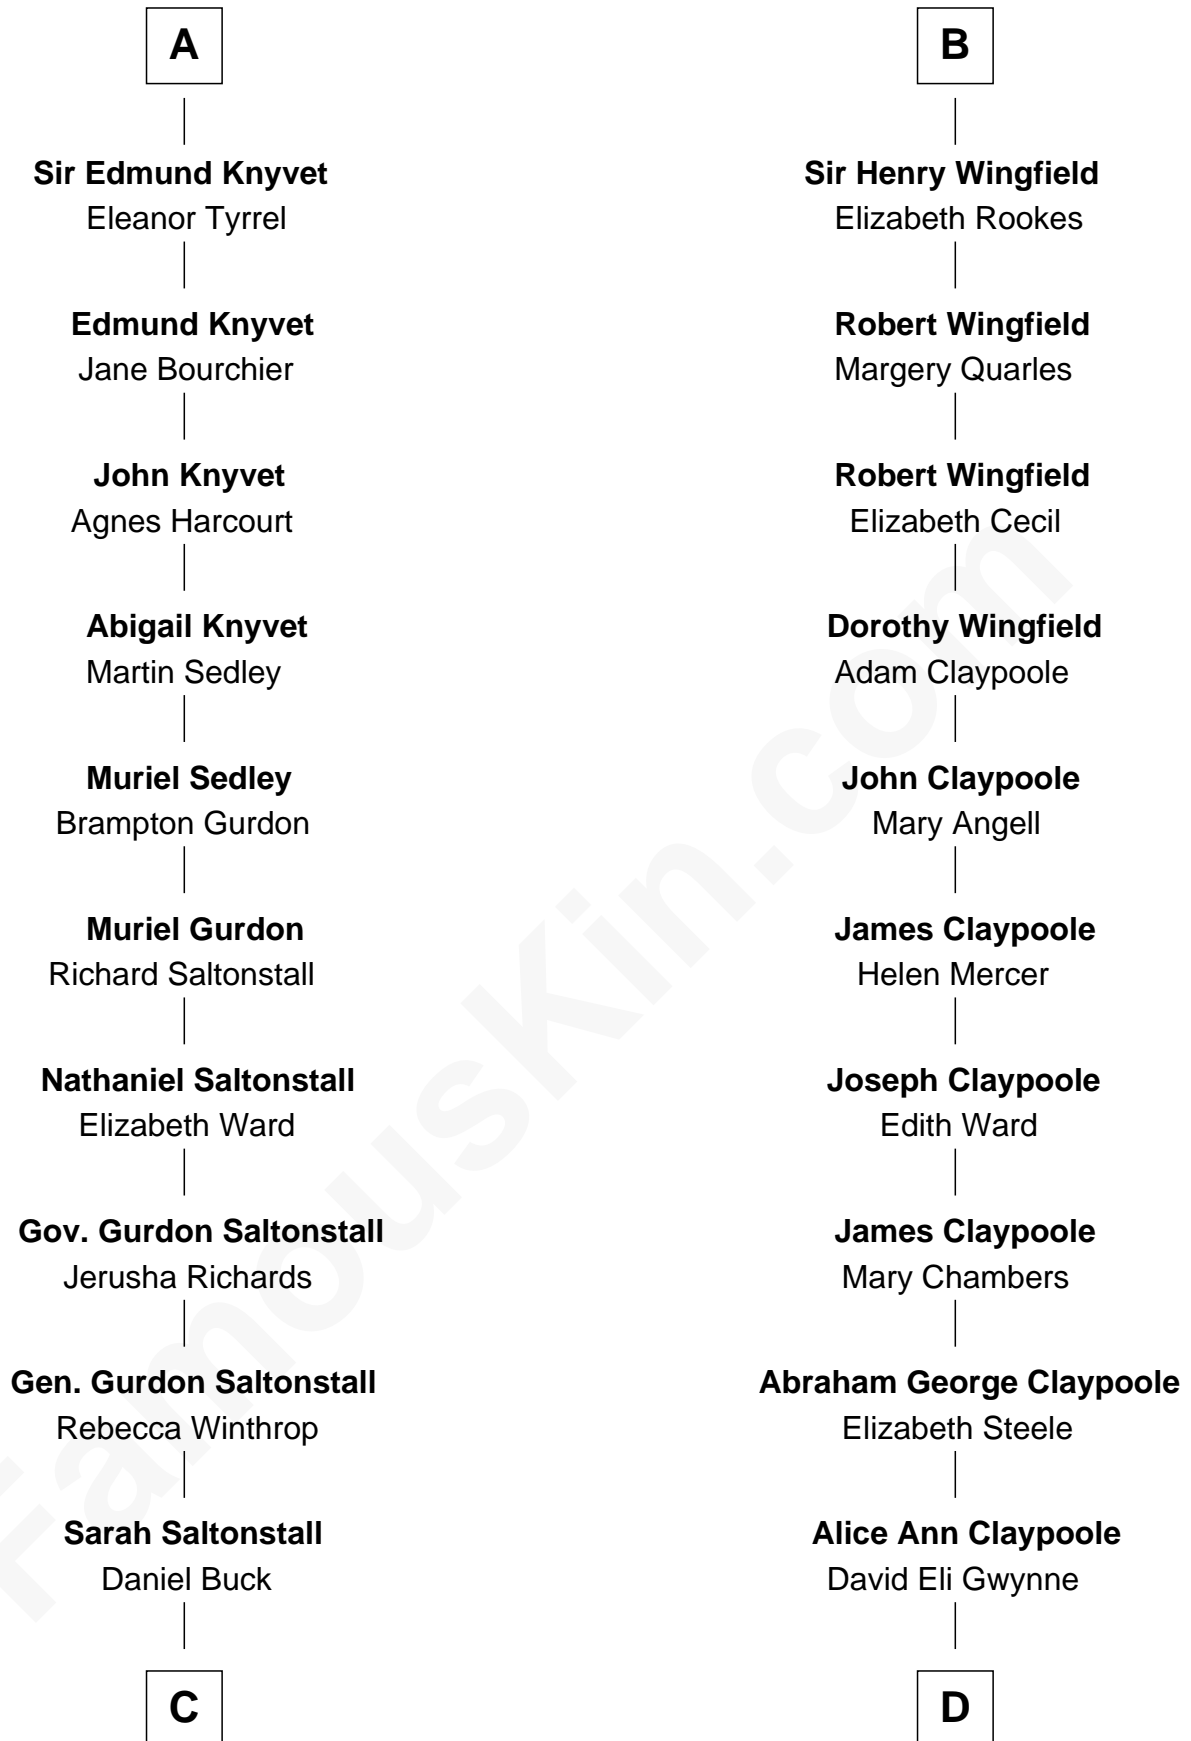 A
Sir Edmund Knyvet
Eleanor Tyrrel
Edmund Knyvet
Jane Bourchier
John Knyvet
Agnes Harcourt
Abigail Knyvet
Martin Sedley
Muriel Sedley
Brampton Gurdon
Muriel Gurdon
Richard Saltonstall
Nathaniel Saltonstall
Elizabeth Ward
Gov. Gurdon Saltonstall
Jerusha Richards
Gen. Gurdon Saltonstall
Rebecca Winthrop
Sarah Saltonstall
Daniel Buck
C
B
Sir Henry Wingfield
Elizabeth Rookes
Robert Wingfield
Margery Quarles
Robert Wingfield
Elizabeth Cecil
Dorothy Wingfield
Adam Claypoole
John Claypoole
Mary Angell
James Claypoole
Helen Mercer
Joseph Claypoole
Edith Ward
James Claypoole
Mary Chambers
Abraham George Claypoole
Elizabeth Steele
Alice Ann Claypoole
David Eli Gwynne
D
FamousKin.com